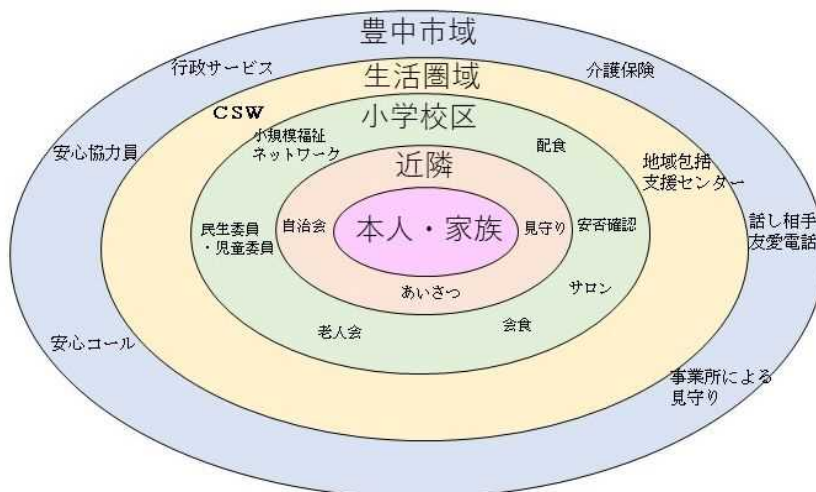 豊中市域
行政サービス
介護保険
生活圏域
CSW
小学校区
小規模福祉
ネットワーク
配食
安心協力員
近隣
地域包括
支援センター
民生委員
・児童委員
自治会
本人・家族
見守り
安否確認
話し相手
友愛電話
あいさつ
サロン
老人会
会食
安心コール
事業所による
見守り